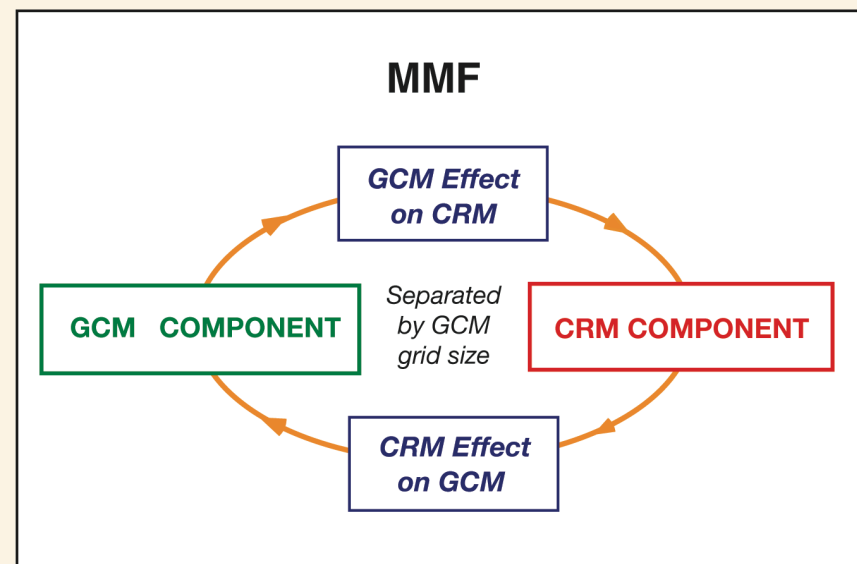 MMF
GCM Effect
on CRM
GCM COMPONENT
Separated
by GCM
grid size
CRM COMPONENT
CRM Effect
on GCM